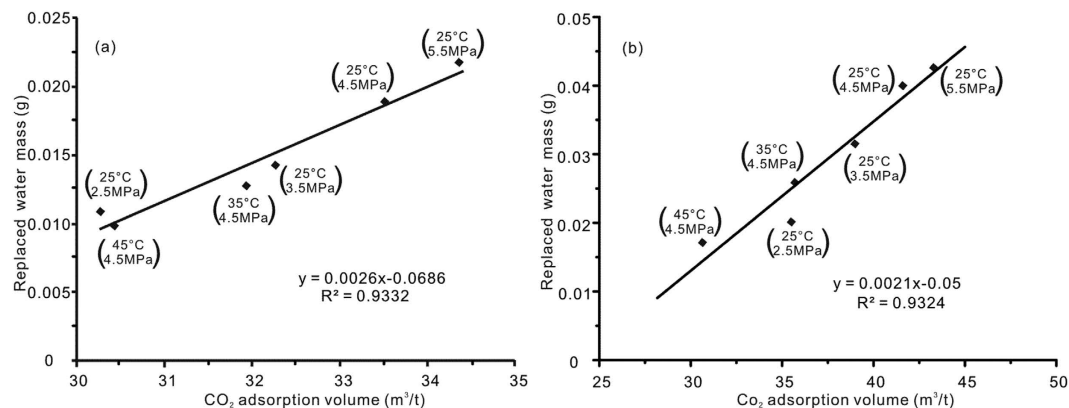 (a)
Replaced water mass (g)
0.025
0.020
0.015
0.010
0.005
0
30
31
32
33
34
35
CO₂ adsorption volume (m³/t)
(25°C
2.5MPa)
(45°C
4.5MPa)
(35°C
4.5MPa)
(25°C
3.5MPa)
(25°C
4.5MPa)
(25°C
5.5MPa)
y = 0.0026x-0.0686
R² = 0.9332
(b)
Replaced water mass (g)
0.05
0.04
0.03
0.02
0.01
0
25
30
35
40
45
50
Co₂ adsorption volume (m³/t)
(45°C
4.5MPa)
(35°C
4.5MPa)
(25°C
2.5MPa)
(25°C
3.5MPa)
(25°C
4.5MPa)
(25°C
5.5MPa)
y = 0.0021x-0.05
R² = 0.9324